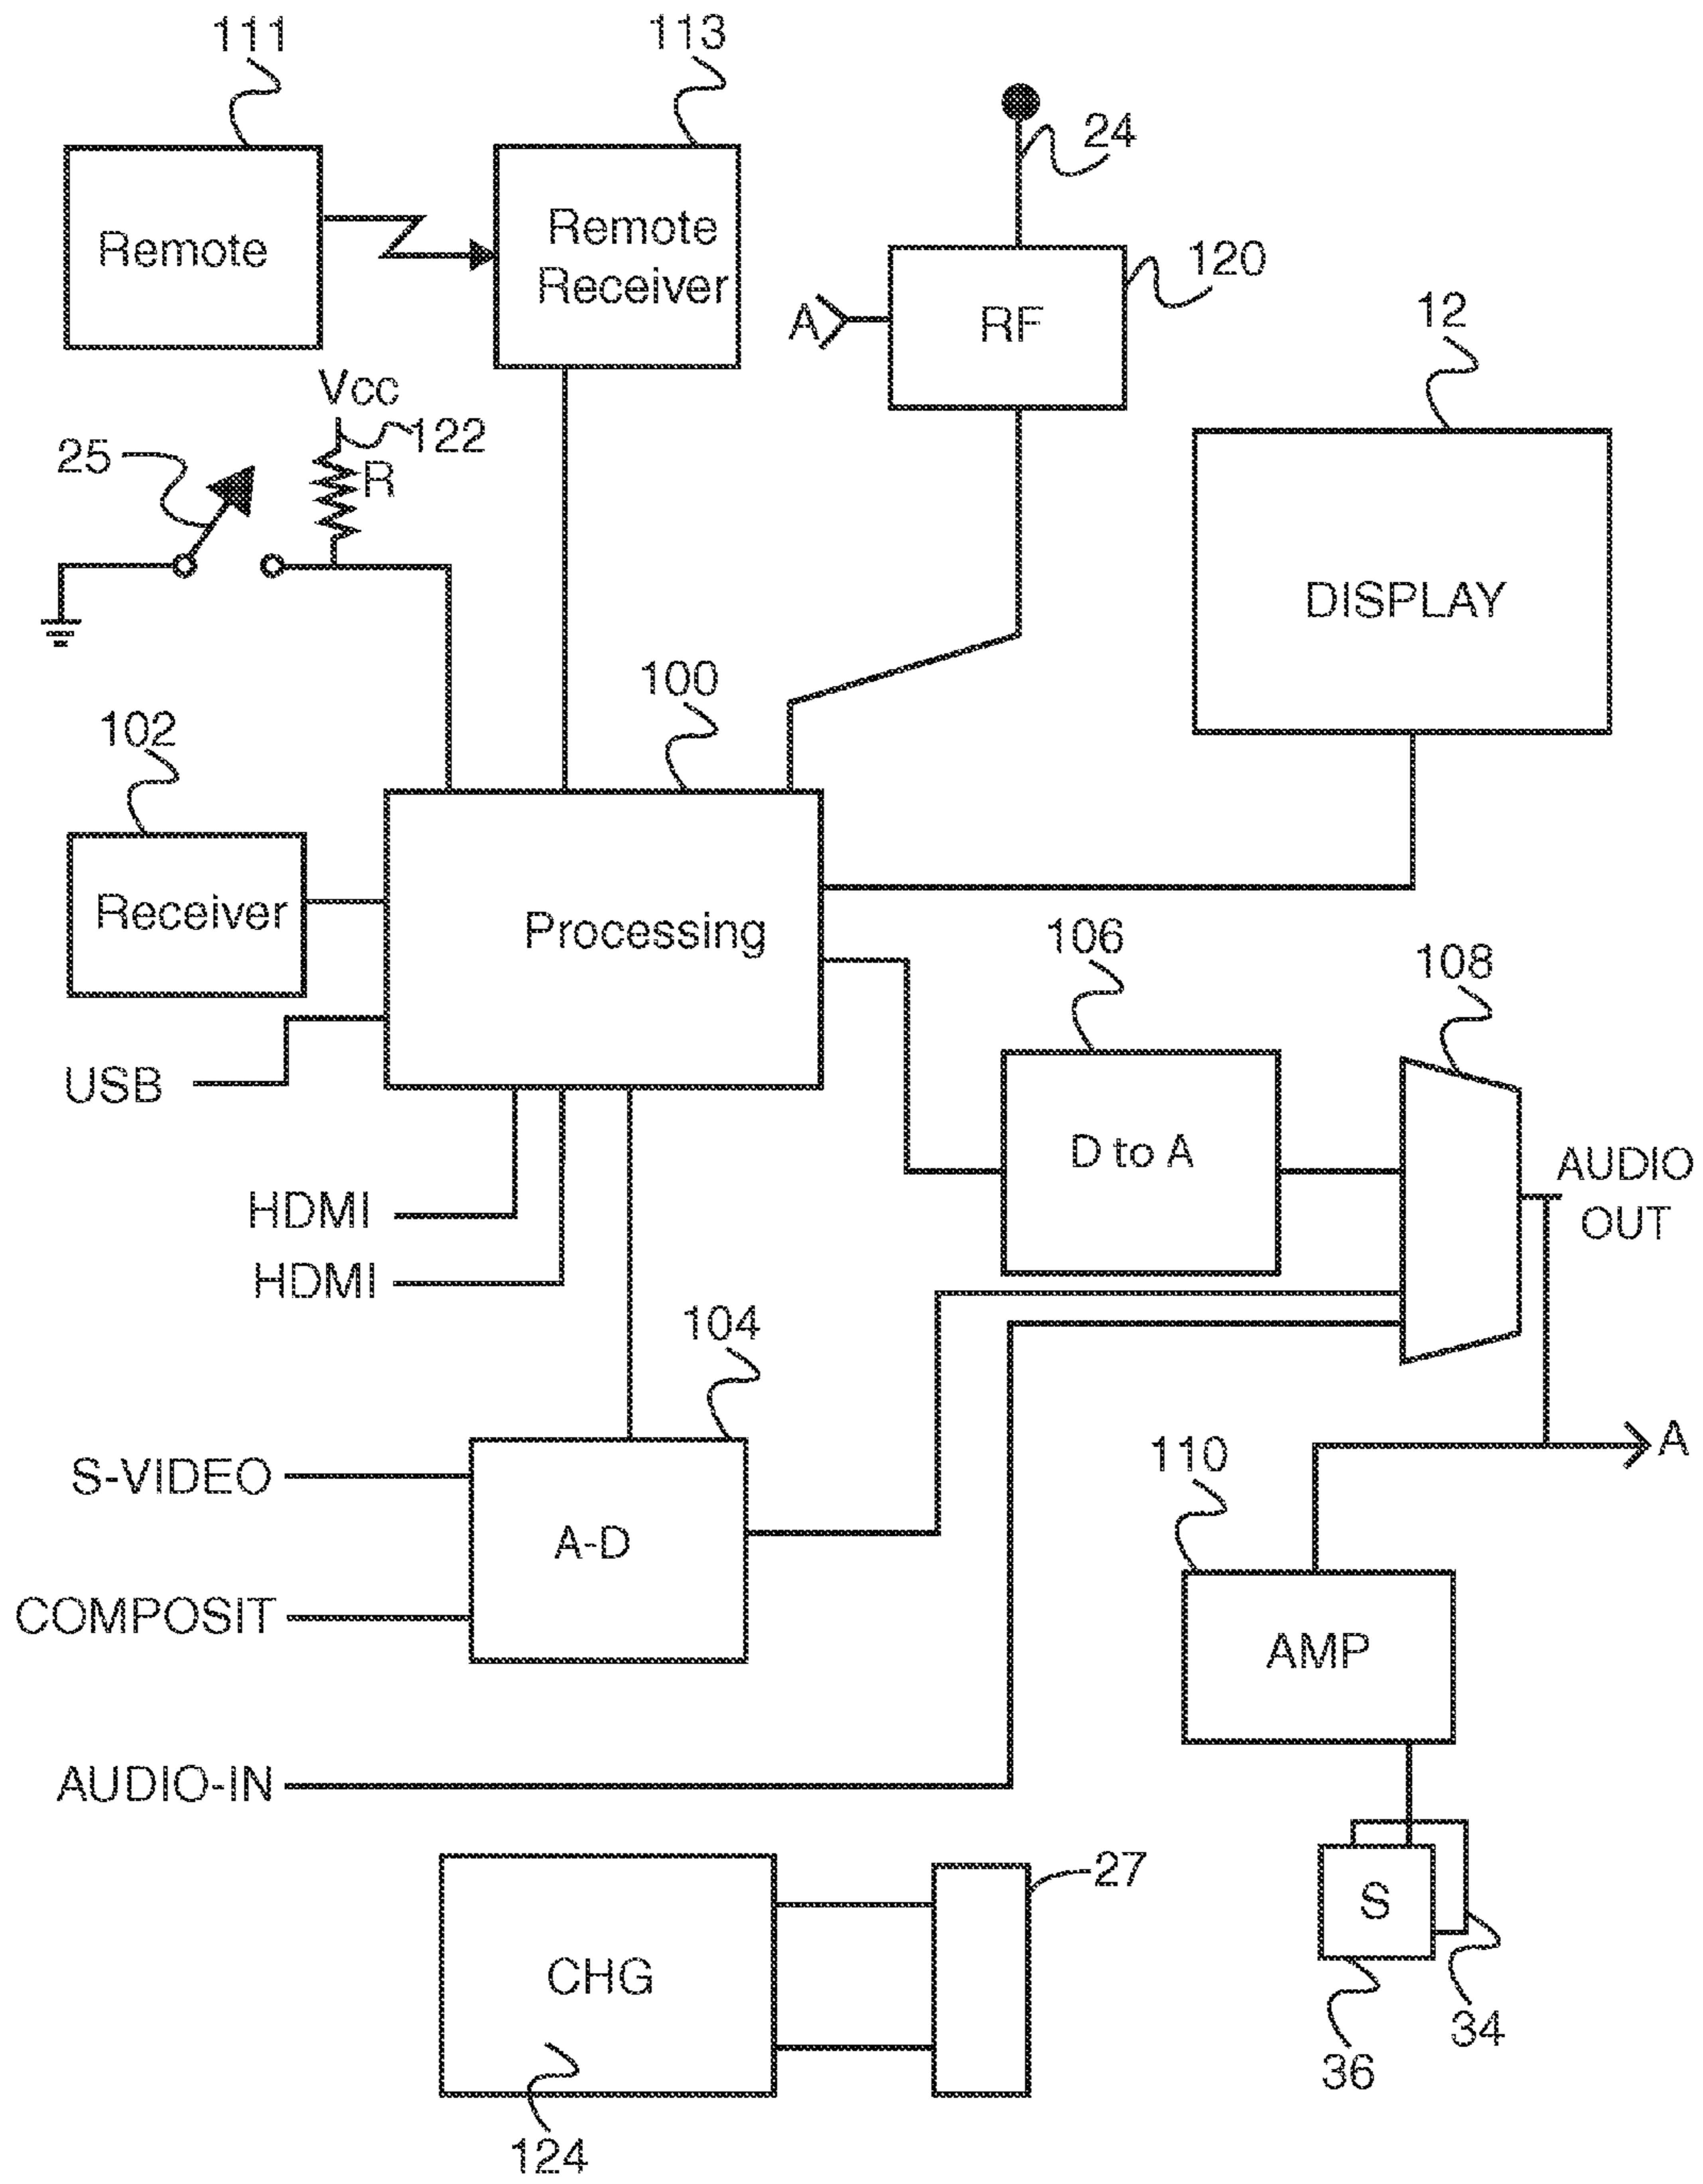 111
113
24
Remote
Remote
Receiver
120
A
RF
12
Vcc
122
25
R
DISPLAY
100
102
Receiver
Processing
106
108
USB
D to A
AUDIO
OUT
HDMI
HDMI
104
A
110
S-VIDEO
A-D
COMPOSIT
AMP
AUDIO-IN
27
S
CHG
34
36
124